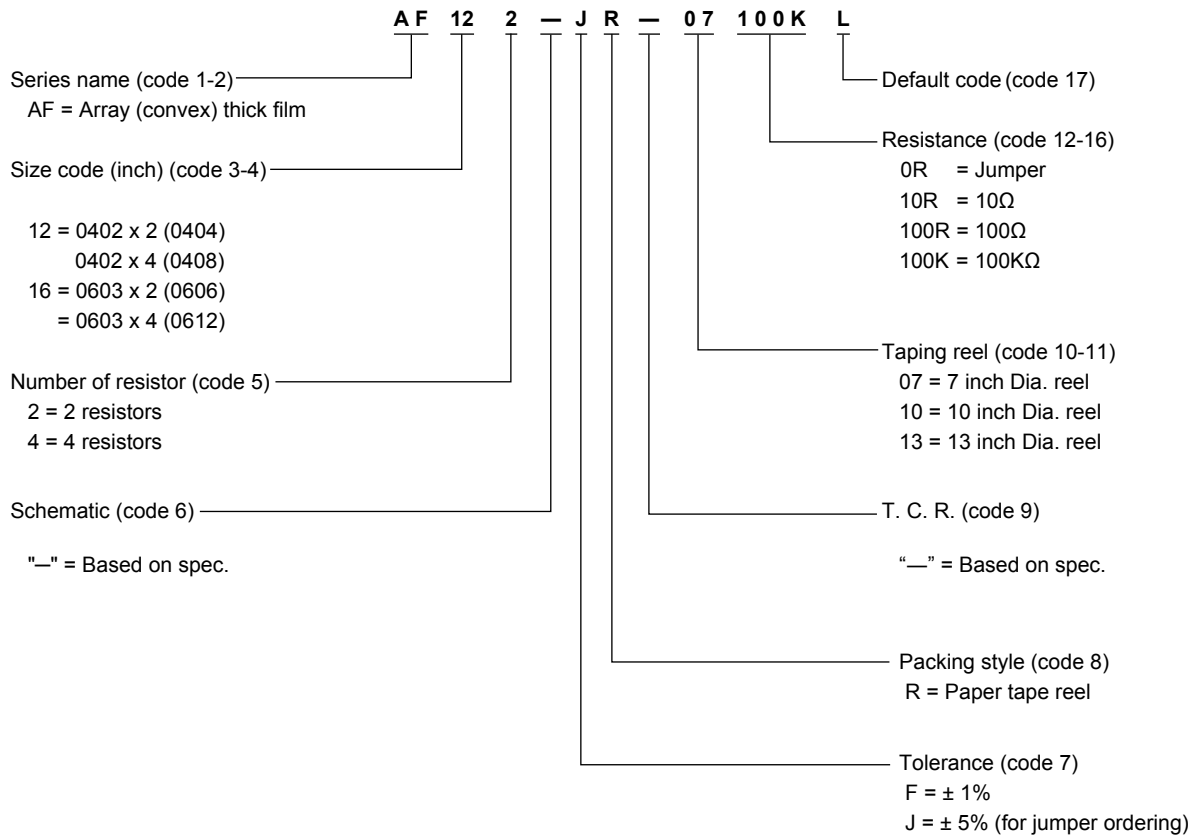 A F 12 2 — J R — 0 7 1 0 0 K L
Series name (code 1-2)
AF = Array (convex) thick film
Size code (inch) (code 3-4)
12 = 0402 x 2 (0404)
0402 x 4 (0408)
16 = 0603 x 2 (0606)
= 0603 x 4 (0612)
Number of resistor (code 5)
2 = 2 resistors
4 = 4 resistors
Schematic (code 6)
"—" = Based on spec.
Default code (code 17)
Resistance (code 12-16)
0R = Jumper
10R = 10Ω
100R = 100Ω
100K = 100KΩ
Taping reel (code 10-11)
07 = 7 inch Dia. reel
10 = 10 inch Dia. reel
13 = 13 inch Dia. reel
T. C. R. (code 9)
“—” = Based on spec.
Packing style (code 8)
R = Paper tape reel
Tolerance (code 7)
F = ± 1%
J = ± 5% (for jumper ordering)